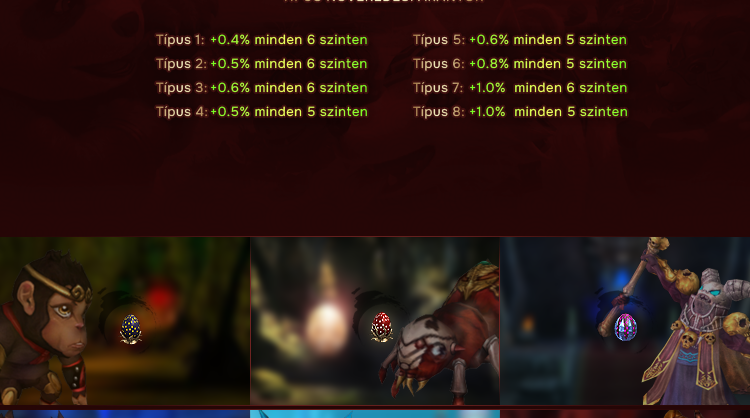 Típus 1: +0.4% minden 6 szinten
Típus 2: +0.5% minden 6 szinten
Típus 3: +0.6% minden 6 szinten
Típus 4: +0.5% minden 5 szinten
Típus 5: +0.6% minden 5 szinten
Típus 6: +0.8% minden 5 szinten
Típus 7: +1.0% minden 6 szinten
Típus 8: +1.0% minden 5 szinten